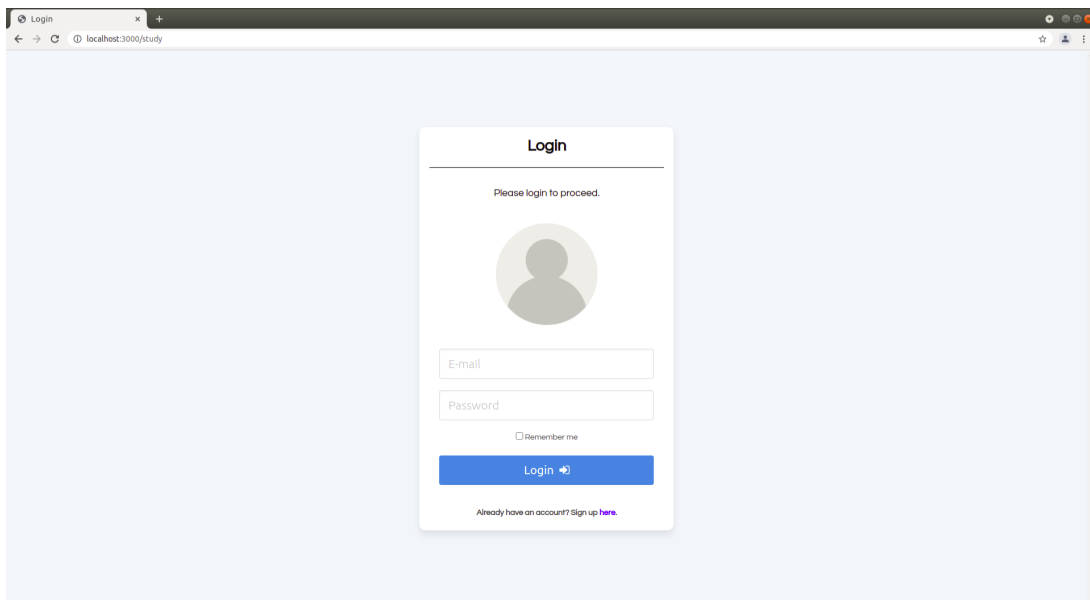 Login
localhost:3000/study
Login
Please login to proceed.
E-mail
Password
Remember me
Login
Already have an account? Sign up here.